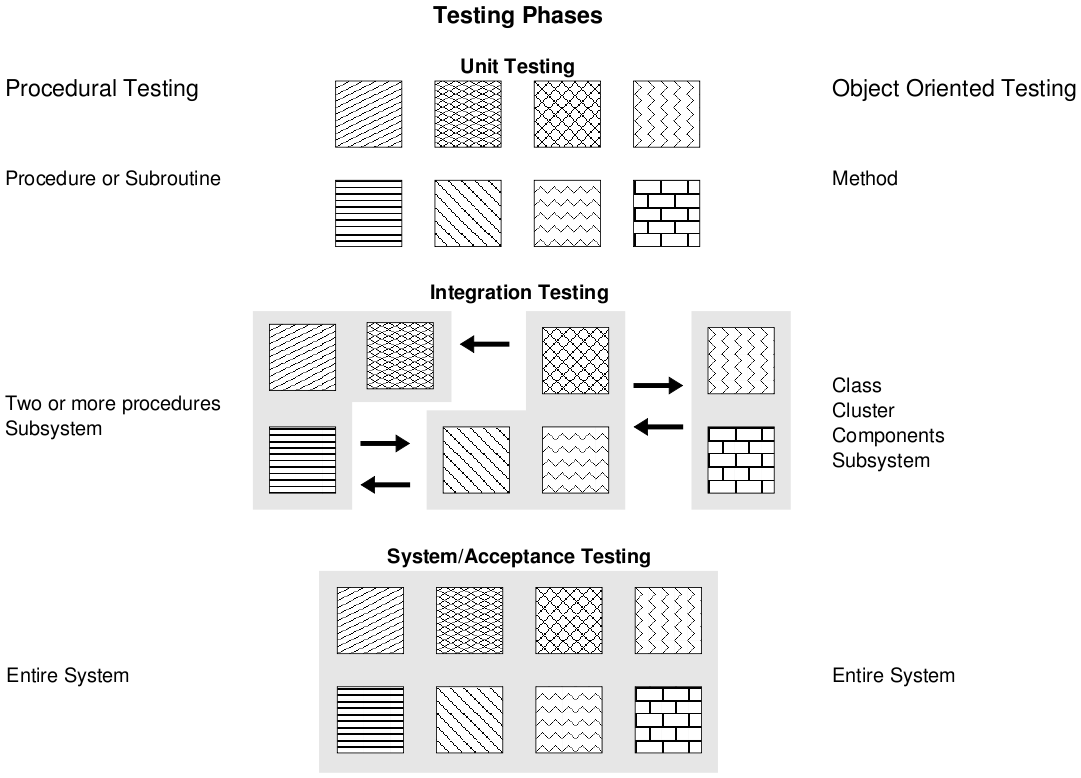 Testing Phases
Unit Testing
Procedural Testing
Object Oriented Testing
Procedure or Subroutine
Method
Integration Testing
Two or more procedures
Subsystem
Class
Cluster
Components
Subsystem
System/Acceptance Testing
Entire System
Entire System